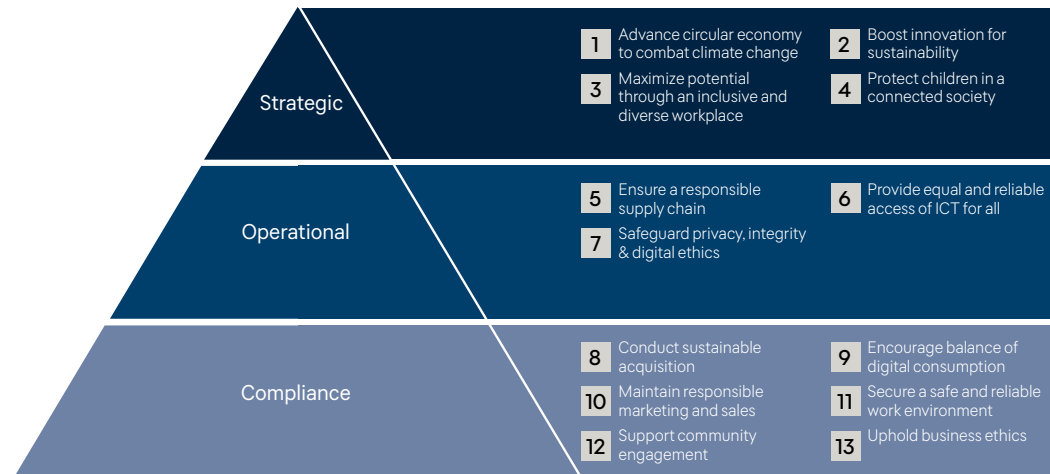 Strategic
1 Advance circular economy
to combat climate change
2 Boost innovation for
sustainability
3 Maximize potential
through an inclusive and
diverse workplace
4 Protect children in a
connected society
Operational
5 Ensure a responsible
supply chain
6 Provide equal and reliable
access of ICT for all
7 Safeguard privacy, integrity
& digital ethics
Compliance
8 Conduct sustainable
acquisition
9 Encourage balance of
digital consumption
10 Maintain responsible
marketing and sales
11 Secure a safe and reliable
work environment
12 Support community
engagement
13 Uphold business ethics